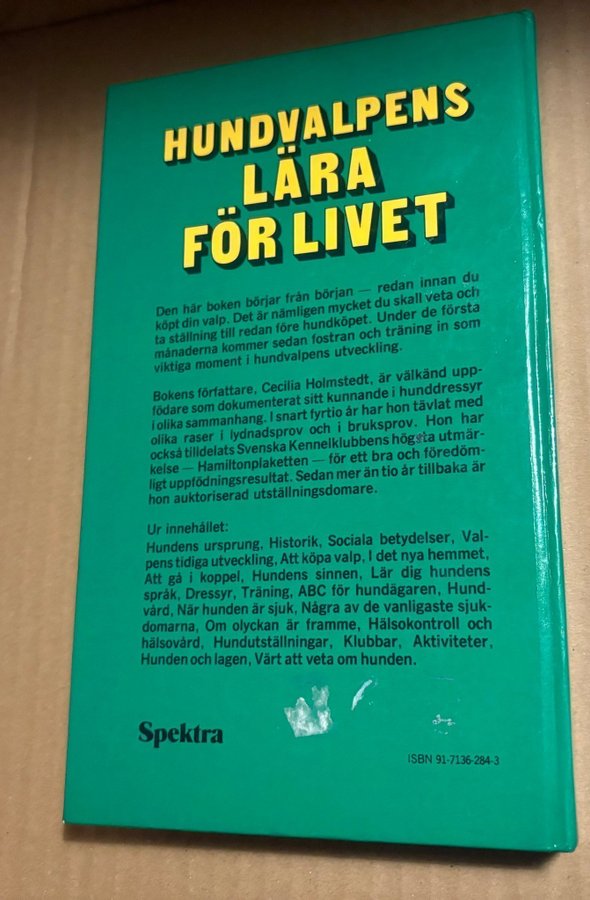 HUNDVALPENS
LÄRA
FÖR LIVET
Den här boken börjar från början — redan innan du
köpt din valp. Det är nämligen mycket du skall veta och
ta ställning till redan före hundköpet. Under de första
månaderna kommer sedan fostran och träning in som
viktiga moment i hundvalpens utveckling.
Bokens författare, Cecilia Holmstedt, är välkänd upp-
födare som dokumenterat sitt kunnande i hunddressyr
i olika sammanhang. I snart fyrtio år har hon tävlat med
olika raser i lydnadsprov och i bruksprov. Hon har
också tilldelats Svenska Kennelklubbens högsta utmär-
kelse — Hamiltonplaketten — för ett bra och föredöm-
ligt uppfödningsresultat. Sedan mer än tio år tillbaka är
hon auktoriserad utställningsdomare.
Ur innehållet:
Hundens ursprung, Historik, Sociala betydelser, Val-
pens tidiga utveckling, Att köpa valp, I det nya hemmet,
Att gå i koppel, Hundens sinnen, Lär dig hundens
språk, Dressyr, Träning, ABC för hundägaren, Hund-
vård, När hunden är sjuk, Några av de vanligaste sjuk-
domarna, Om olyckan är framme, Hälsokontroll och
hälsovård, Hundutställningar, Klubbar, Aktiviteter,
Hunden och lagen, Värt att veta om hunden.
Spektra
ISBN 91-7136-284-3